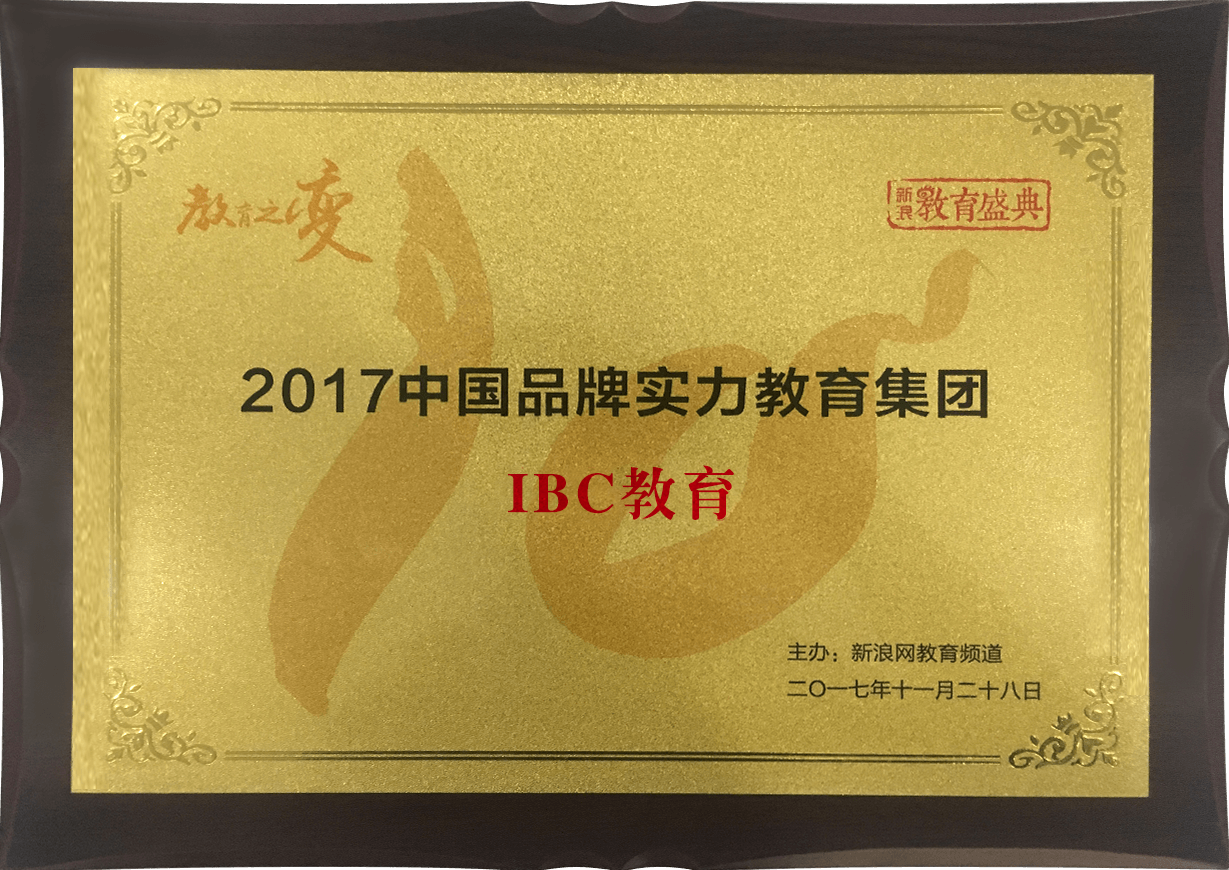 教育之变
新浪教育盛典
2017中国品牌实力教育集团
IBC教育
主办：新浪网教育频道
二〇一七年十一月二十八日